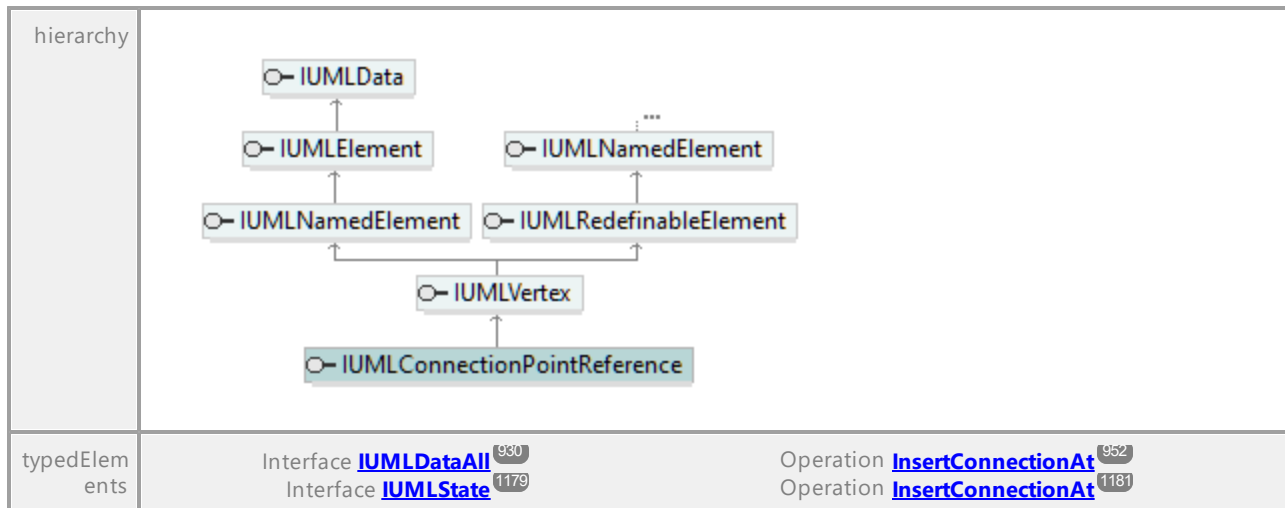 hierarchy
IUMLData
...
IUMLElement IUMLNamedElement
IUMLNamedElement IUMLRedefinableElement
IUMLVertex
IUMLConnectionPointReference
typedElem
ents
Interface IUMLDataAll 930 Operation InsertConnectionAt 952
Interface IUMLState 1179 Operation InsertConnectionAt 1181